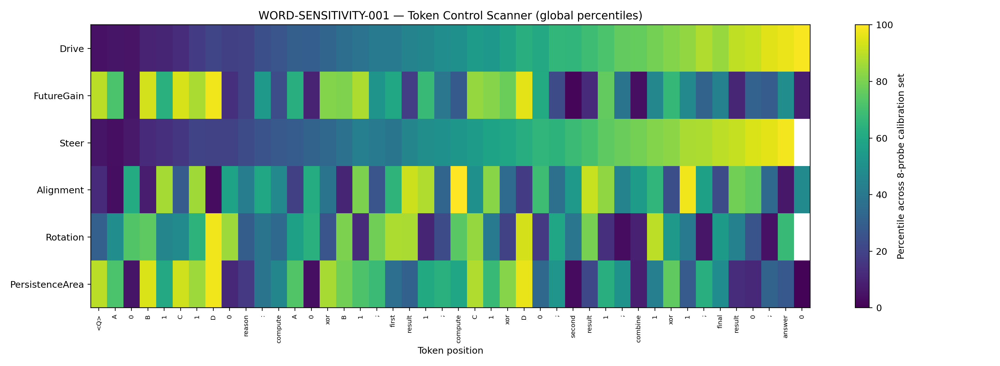 WORD-SENSITIVITY-001 — Token Control Scanner (global percentiles)
Drive
FutureGain
Steer
Alignment
Rotation
PersistenceArea
<Q> A 0 B 1 C 1 D 0 reason : compute A 0 xor B 1 ; first result 1 ; compute C 1 xor D 0 ; second result 1 ; combine 1 xor 1 ; final result 0 ; answer 0
Token position
100
80
60
40
20
0
Percentile across 8-probe calibration set